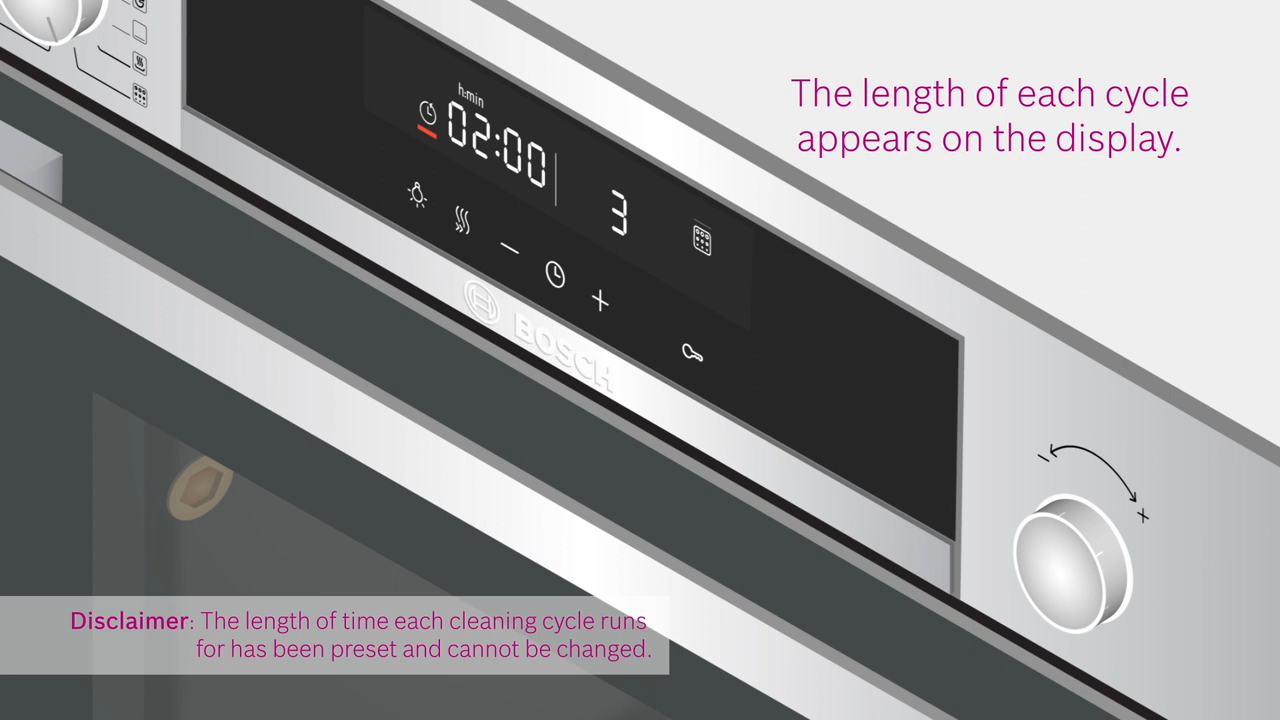 The length of each cycle
appears on the display.
h:min
02:00
3
BOSCH
Disclaimer: The length of time each cleaning cycle runs
for has been preset and cannot be changed.